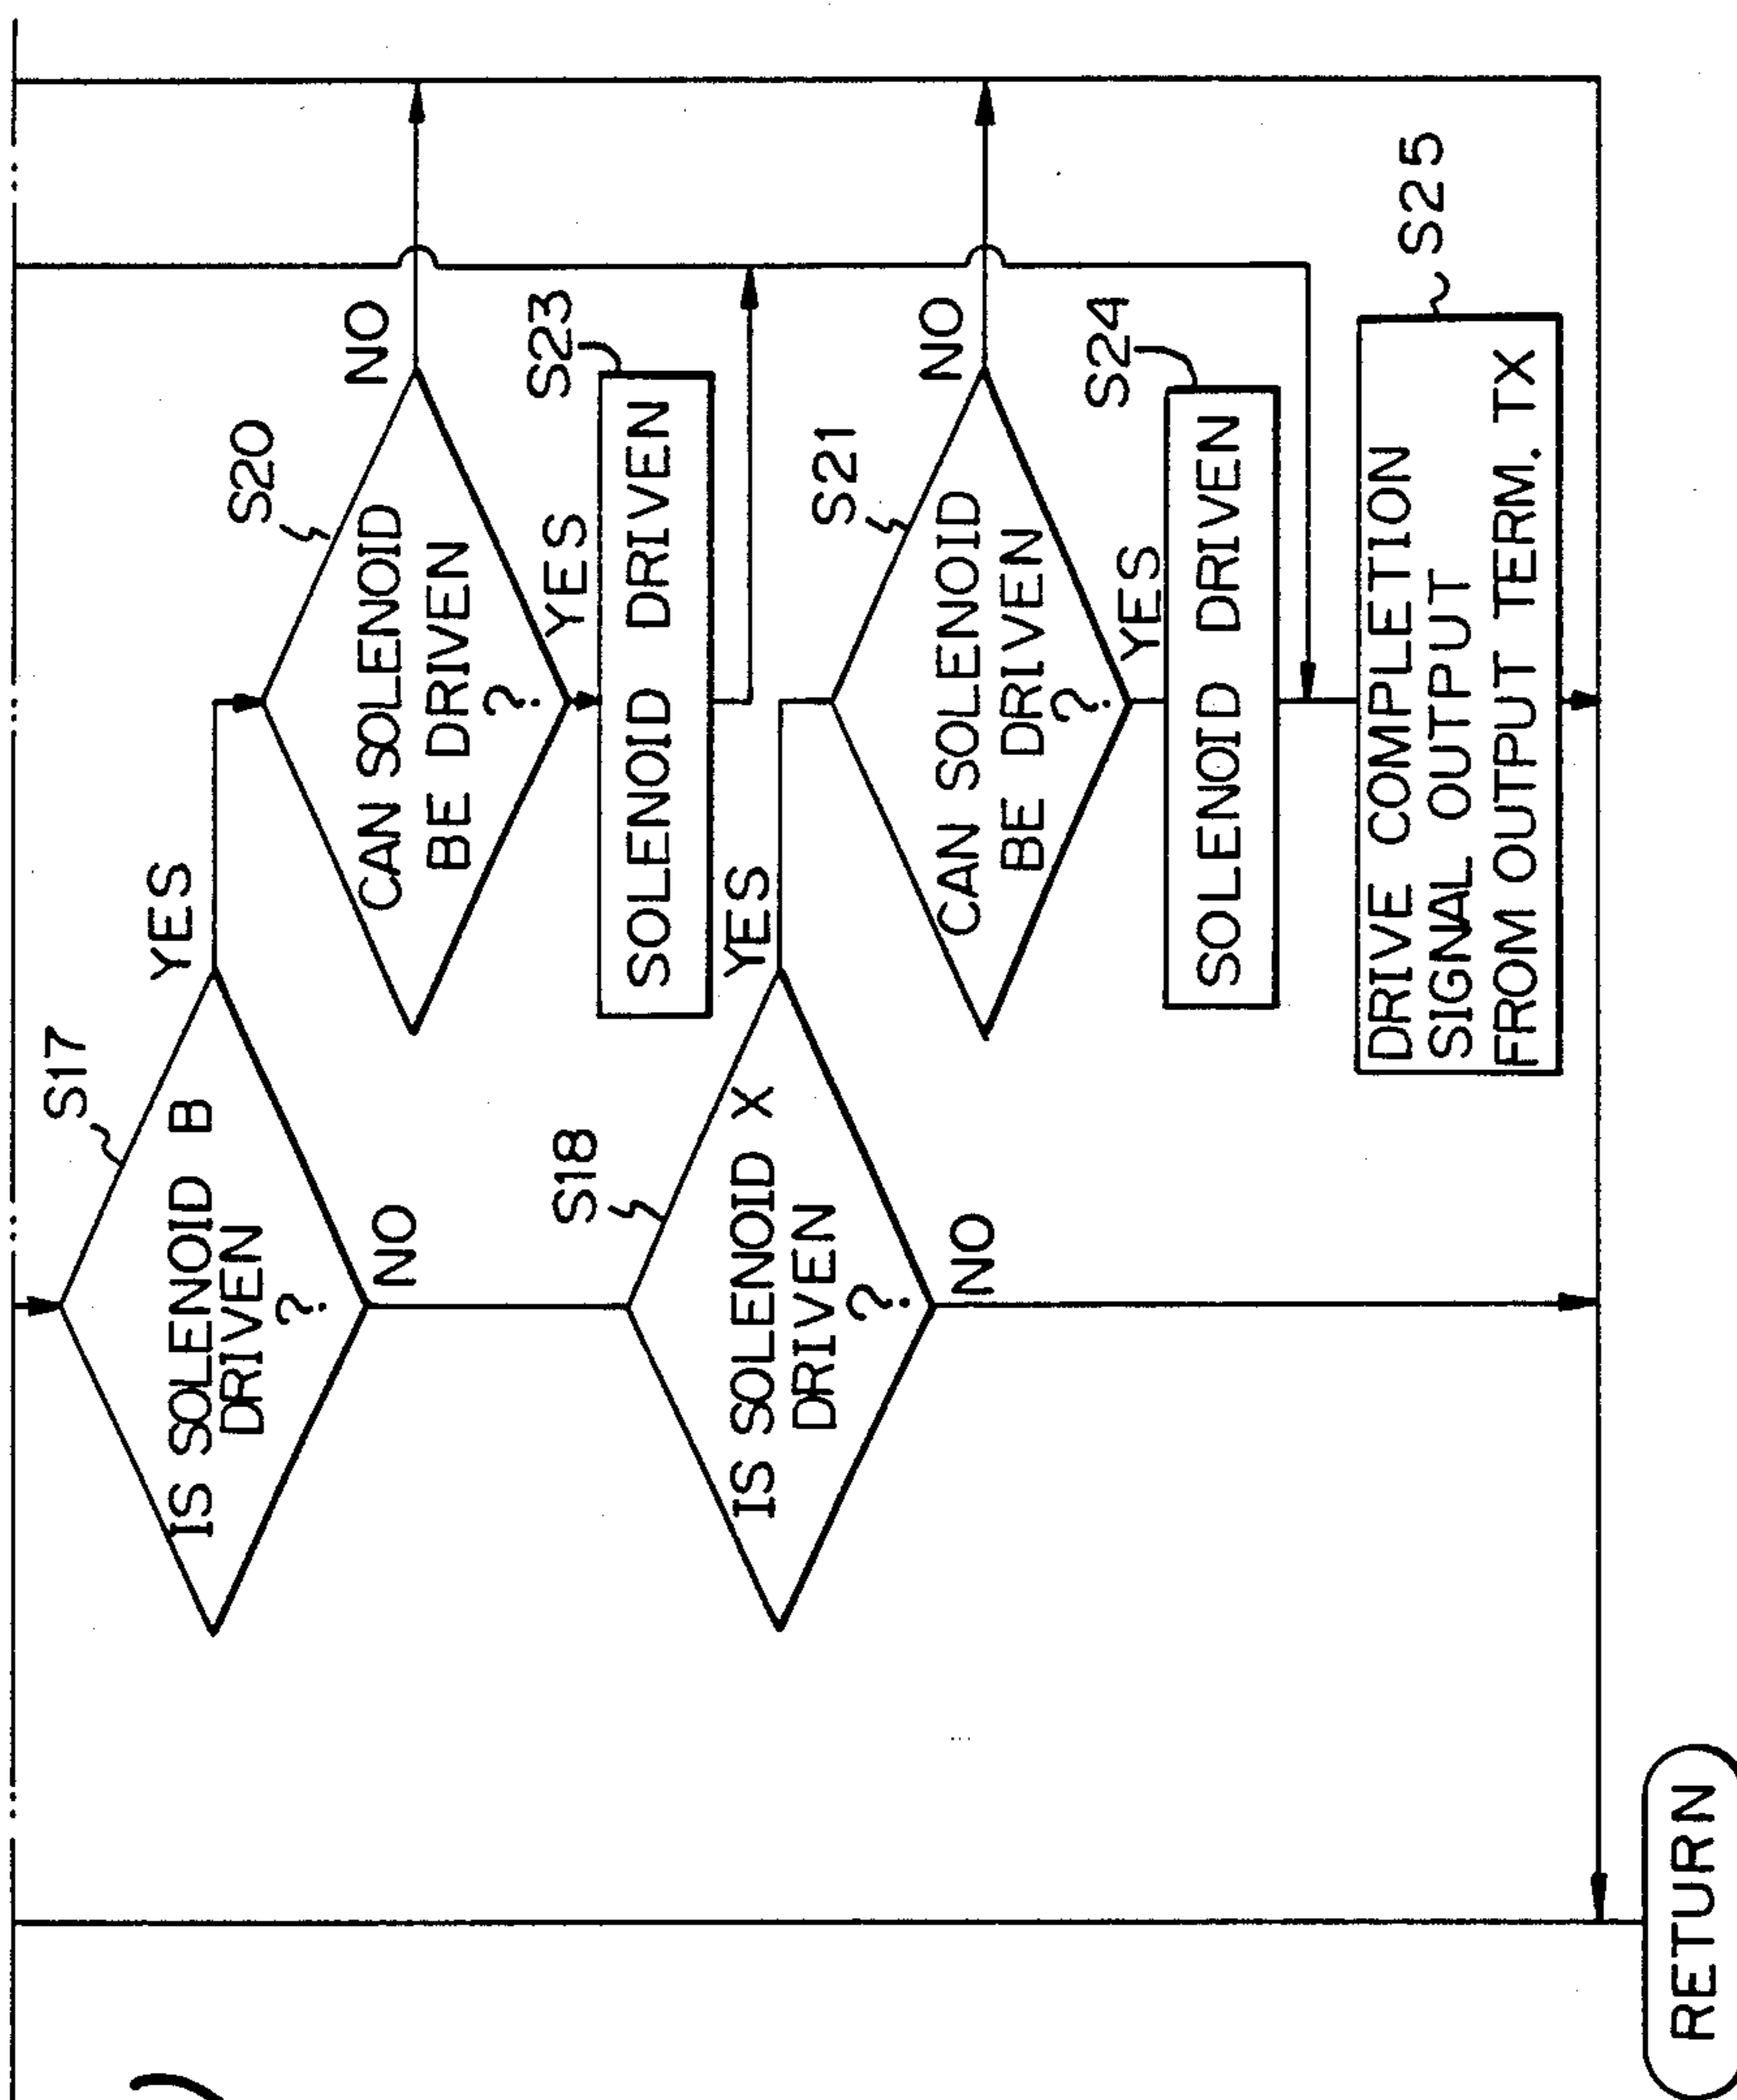 S17
IS SOLENOID B
DRIVEN
?
YES
NO
S20
CAN SOLENOID
BE DRIVEN
?
NO
YES
S23
SOLENOID DRIVEN
S18
IS SOLENOID X
DRIVEN
?
YES
NO
S21
CAN SOLENOID
BE DRIVEN
?
NO
YES
S24
SOLENOID DRIVEN
S25
DRIVE COMPLETION
SIGNAL OUTPUT
FROM OUTPUT TERM. TX
RETURN